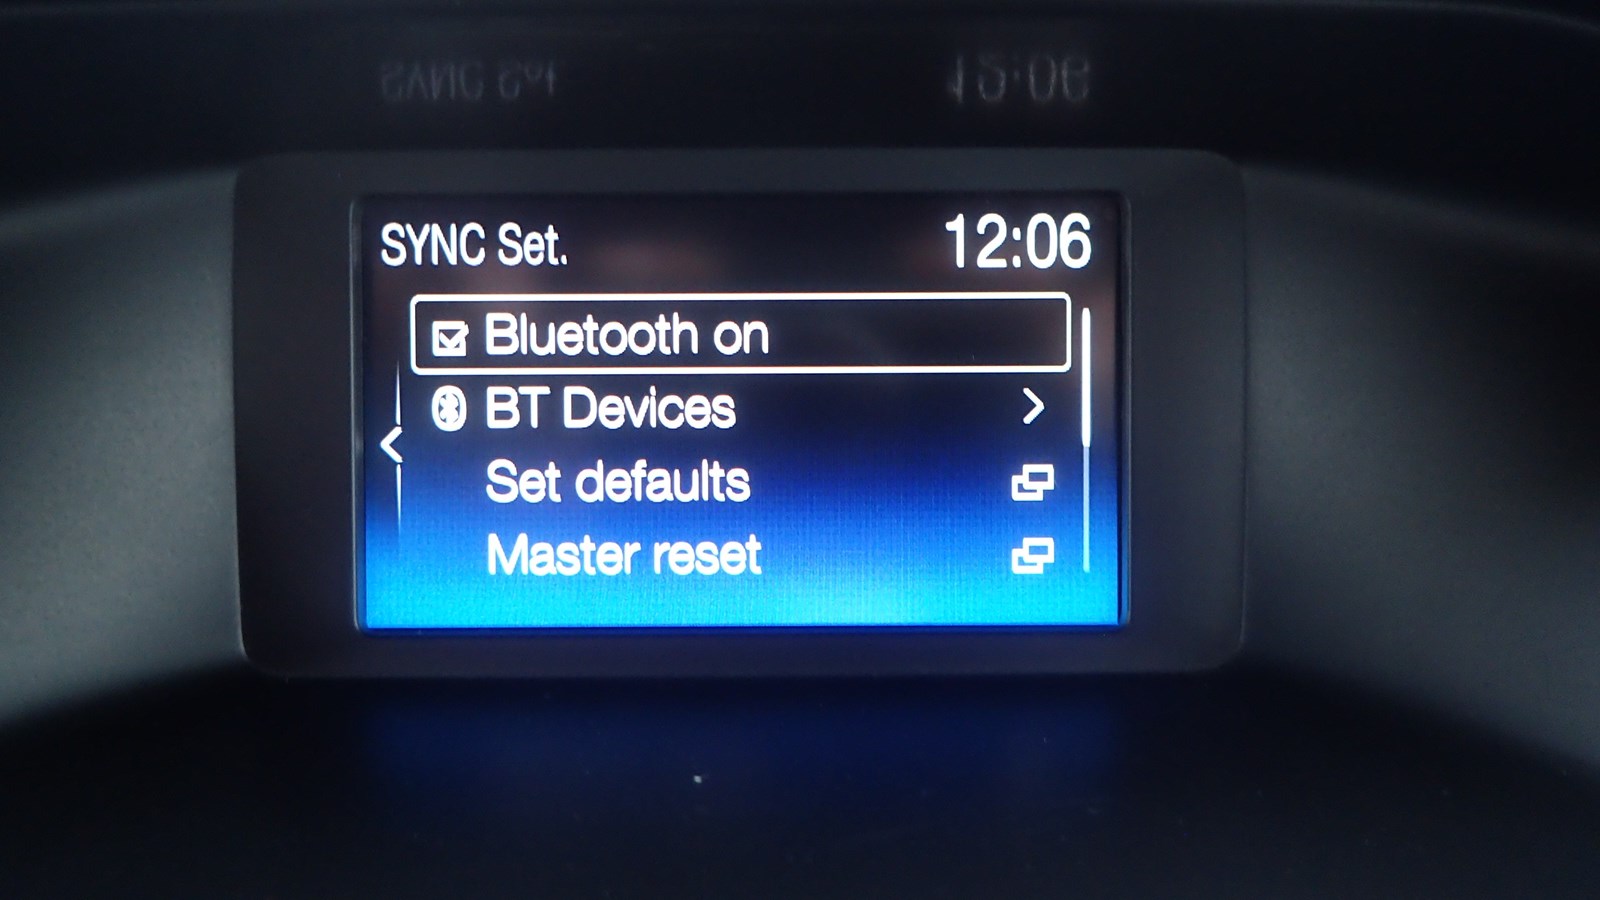 SYNC Set. 12:06
Bluetooth on
BT Devices
Set defaults
Master reset